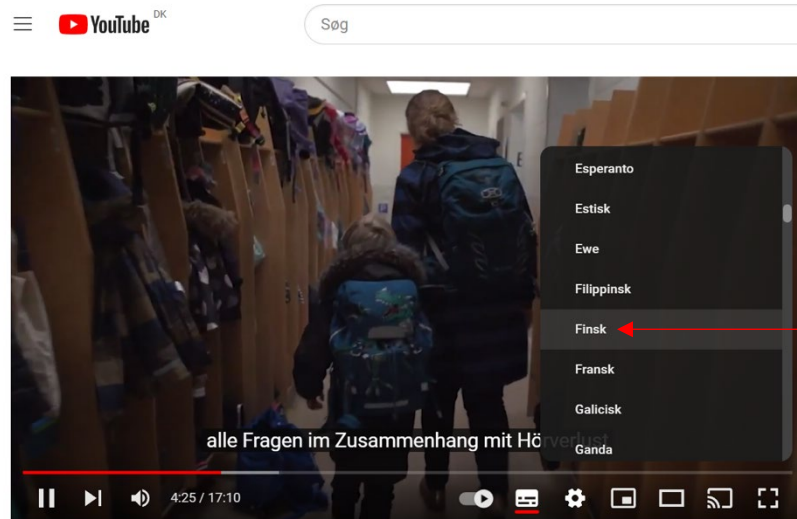 YouTube DK
Søg
Esperanto
Estisk
Ewe
Filippinsk
Finsk
Fransk
Galicisk
Ganda
alle Fragen im Zusammenhang mit Hörverlust
4:25 / 17:10